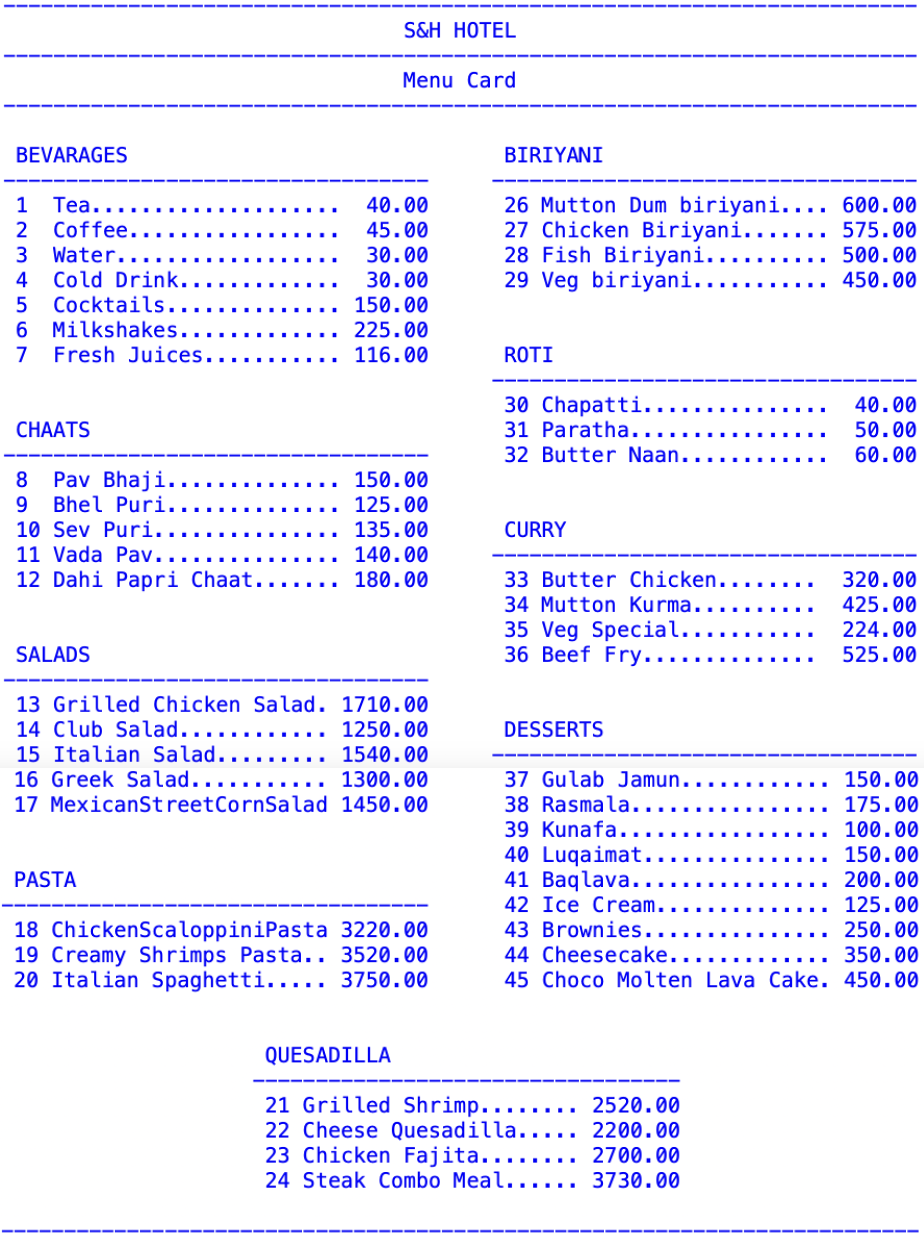 S&H HOTEL
Menu Card
BEVARAGES
1 Tea.................... 40.00
2 Coffee................. 45.00
3 Water.................. 30.00
4 Cold Drink............. 30.00
5 Cocktails.............. 150.00
6 Milkshakes............. 225.00
7 Fresh Juices........... 116.00
CHAATS
8 Pav Bhaji.............. 150.00
9 Bhel Puri.............. 125.00
10 Sev Puri............... 135.00
11 Vada Pav............... 140.00
12 Dahi Papri Chaat....... 180.00
SALADS
13 Grilled Chicken Salad. 1710.00
14 Club Salad............ 1250.00
15 Italian Salad......... 1540.00
16 Greek Salad........... 1300.00
17 MexicanStreetCornSalad 1450.00
PASTA
18 ChickenScaloppiniPasta 3220.00
19 Creamy Shrimps Pasta.. 3520.00
20 Italian Spaghetti..... 3750.00
BIRIYANI
26 Mutton Dum biriyani.... 600.00
27 Chicken Biriyani....... 575.00
28 Fish Biriyani.......... 500.00
29 Veg biriyani........... 450.00
ROTI
30 Chapatti............... 40.00
31 Paratha................ 50.00
32 Butter Naan............ 60.00
CURRY
33 Butter Chicken........ 320.00
34 Mutton Kurma.......... 425.00
35 Veg Special........... 224.00
36 Beef Fry.............. 525.00
DESSERTS
37 Gulab Jamun............ 150.00
38 Rasmala................ 175.00
39 Kunafa................. 100.00
40 Luqaimat............... 150.00
41 Baqlava................ 200.00
42 Ice Cream.............. 125.00
43 Brownies............... 250.00
44 Cheesecake............. 350.00
45 Choco Molten Lava Cake. 450.00
QUESADILLA
21 Grilled Shrimp........ 2520.00
22 Cheese Quesadilla..... 2200.00
23 Chicken Fajita........ 2700.00
24 Steak Combo Meal...... 3730.00